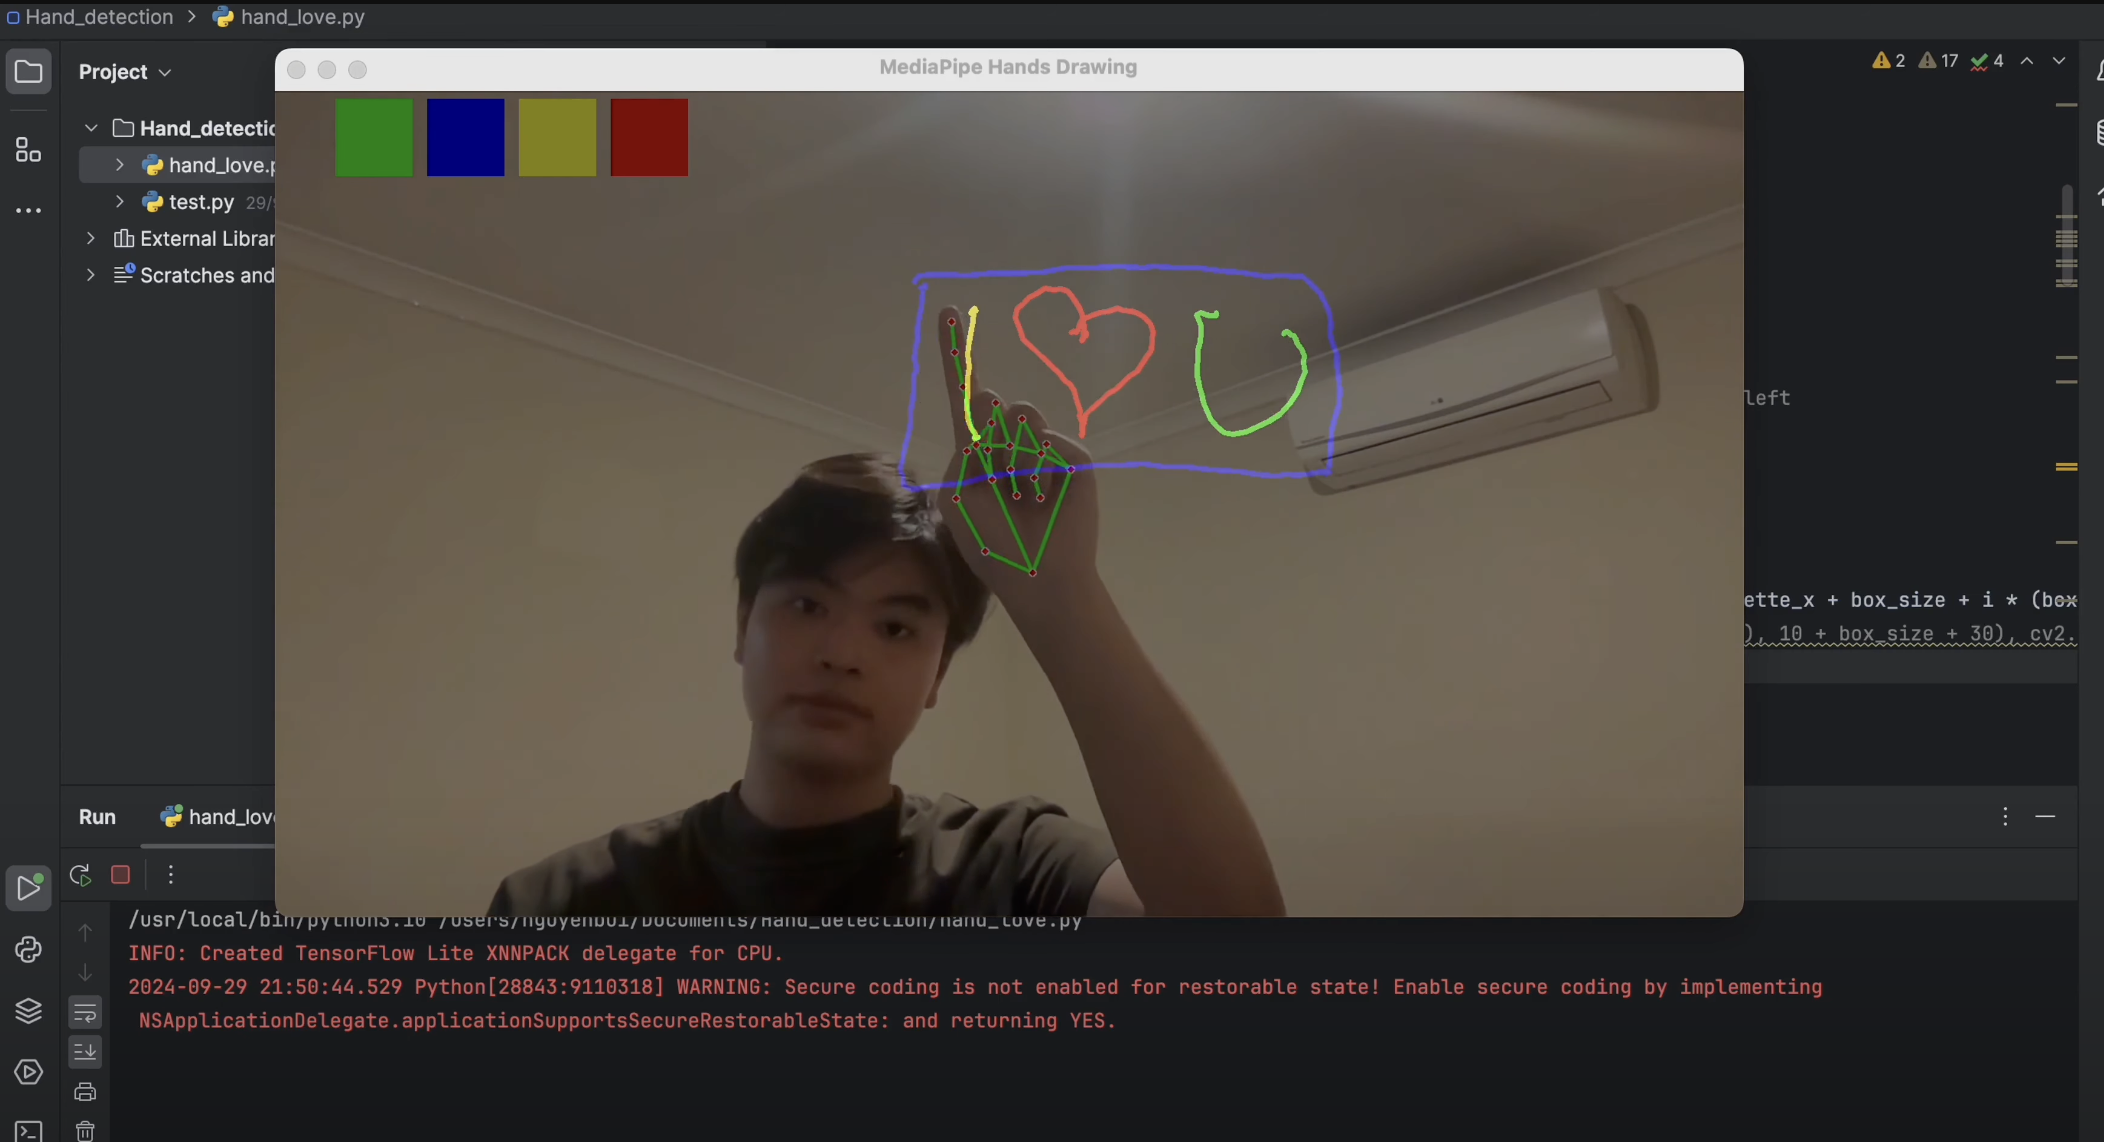 Hand_detection > hand_love.py
Project
MediaPipe Hands Drawing
2 17 4
Hand_detectio
hand_love.p
test.py 29/
External Librar
Scratches and
I ♥ U
left
ette_x + box_size + i * (box
), 10 + box_size + 30), cv2.
Run hand_lov
/usr/local/bin/python3.10 /Users/nguyenbui/Documents/Hand_detection/hand_love.py
INFO: Created TensorFlow Lite XNNPACK delegate for CPU.
2024-09-29 21:50:44.529 Python[28843:9110318] WARNING: Secure coding is not enabled for restorable state! Enable secure coding by implementing
NSApplicationDelegate.applicationSupportsSecureRestorableState: and returning YES.